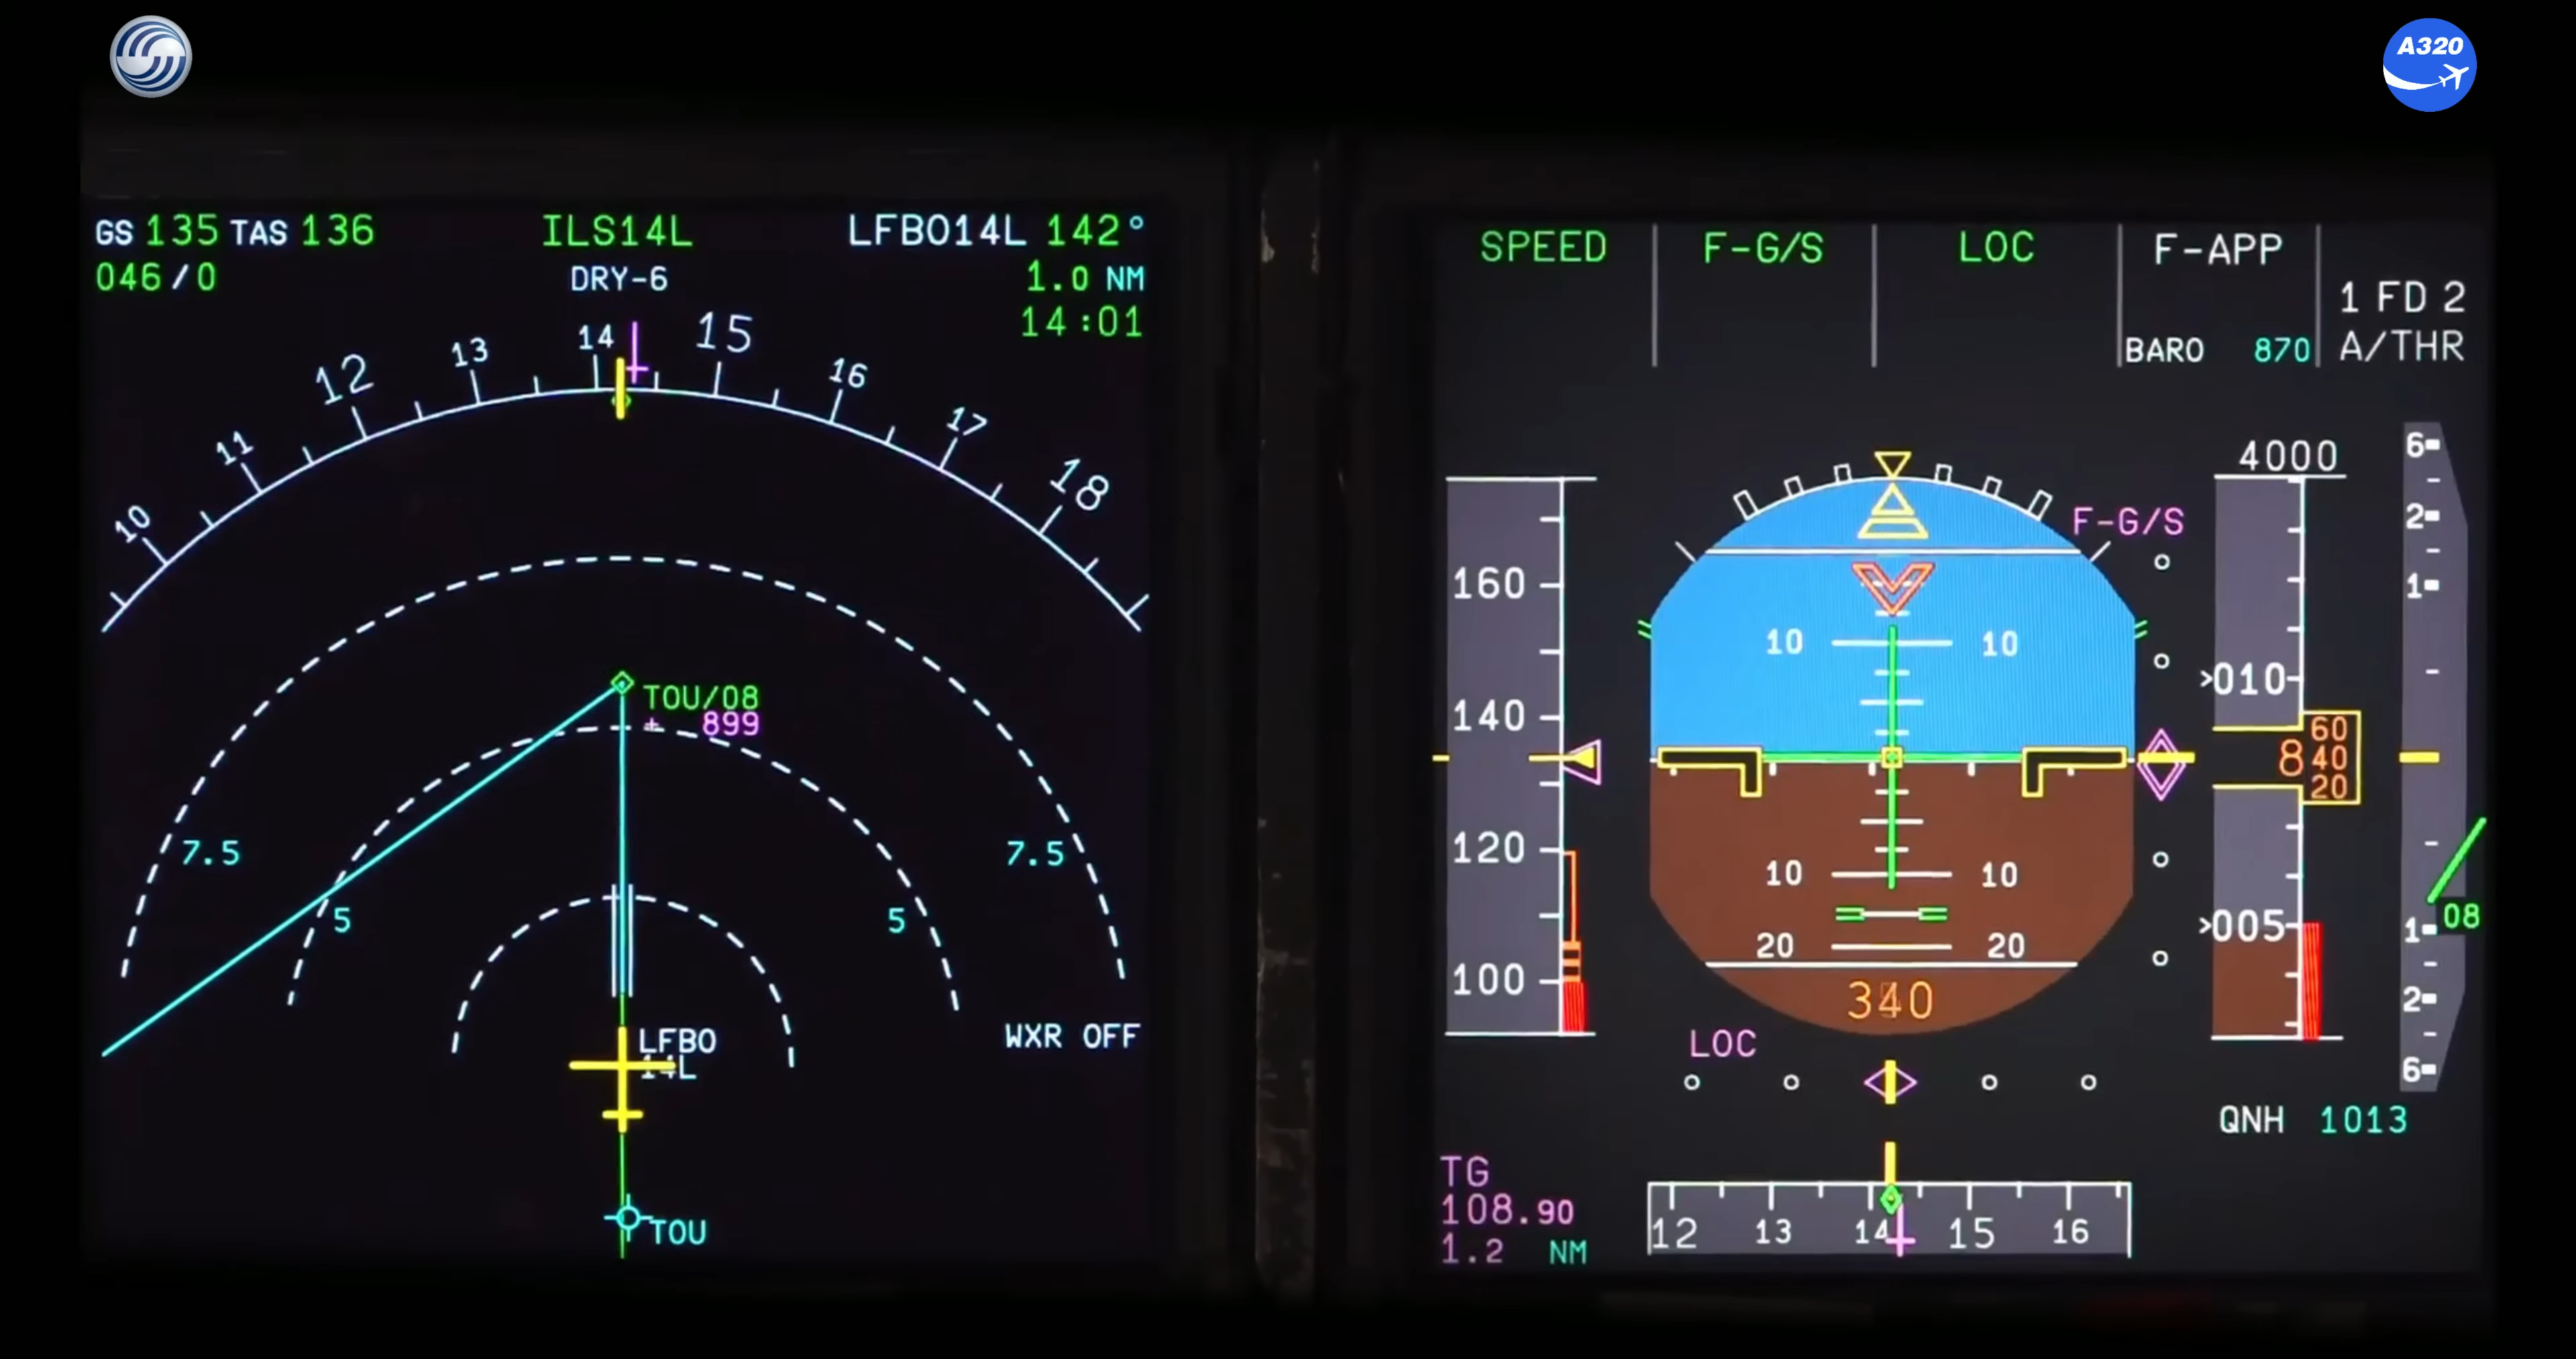 A320
GS 135 TAS 136
046/0
ILS14L
DRY-6
LFBO14L 142°
1.0 NM
14:01
10
11
12
13
14
15
16
17
18
TOU/08
+ 899
7.5
7.5
5
5
LFBO
14L
TOU
WXR OFF
SPEED
F-G/S
LOC
F-APP
BARO 870
1 FD 2
A/THR
160
140
120
100
F-G/S
10 10
10 10
20 20
340
4000
>010
8
60
40
20
>005
6
2
1
1
2
6
08
LOC
QNH 1013
TG
108.90
1.2 NM
12
13
14
15
16